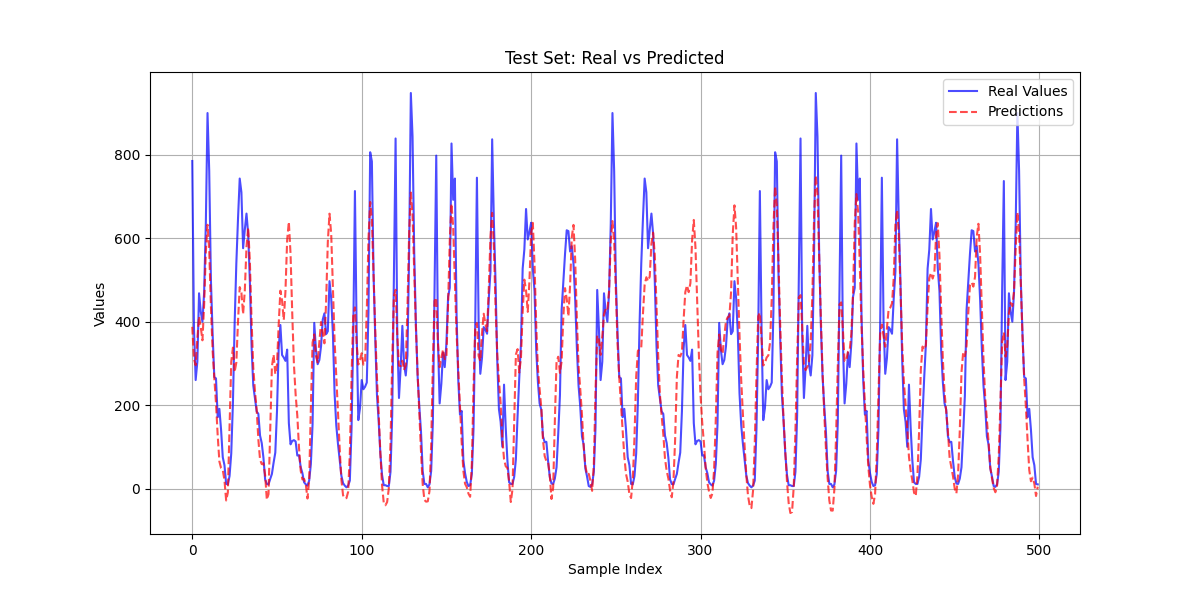 Test Set: Real vs Predicted
Real Values
Predictions
Values
800
600
400
200
0
0 100 200 300 400 500
Sample Index